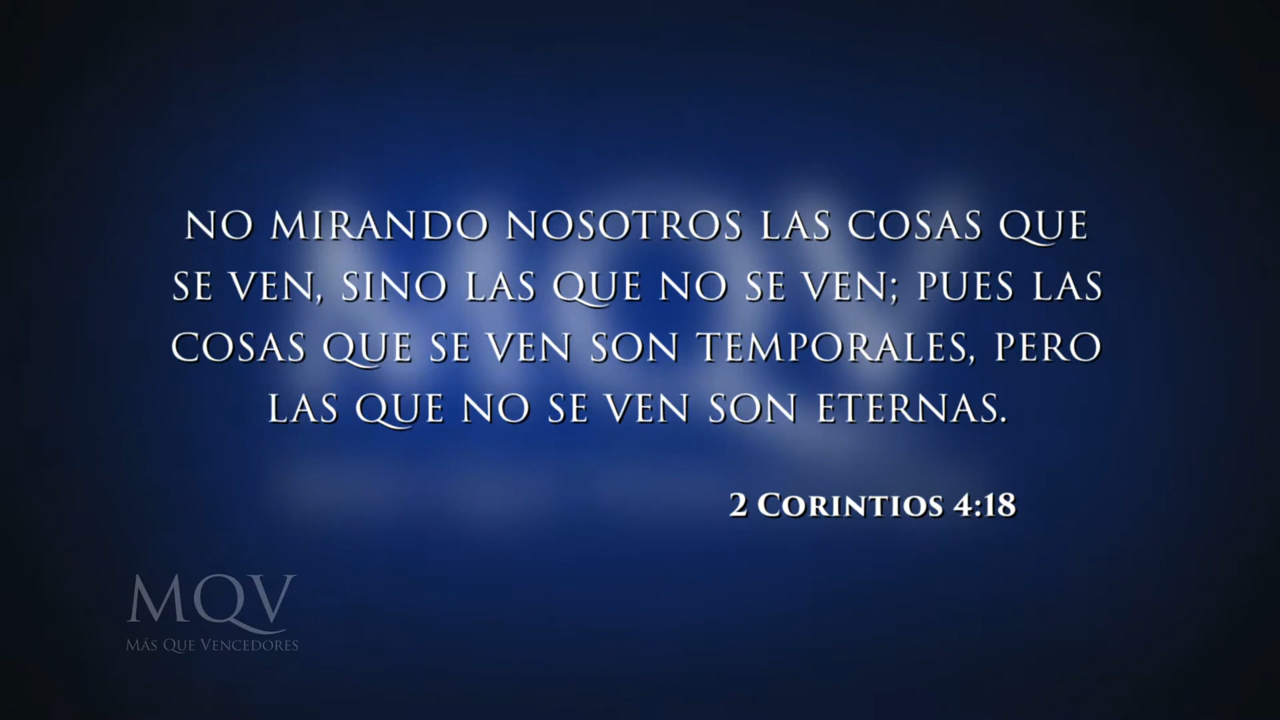 NO MIRANDO NOSOTROS LAS COSAS QUE
SE VEN, SINO LAS QUE NO SE VEN; PUES LAS
COSAS QUE SE VEN SON TEMPORALES, PERO
LAS QUE NO SE VEN SON ETERNAS.
2 CORINTIOS 4:18
MQV
MÁS QUE VENCEDORES